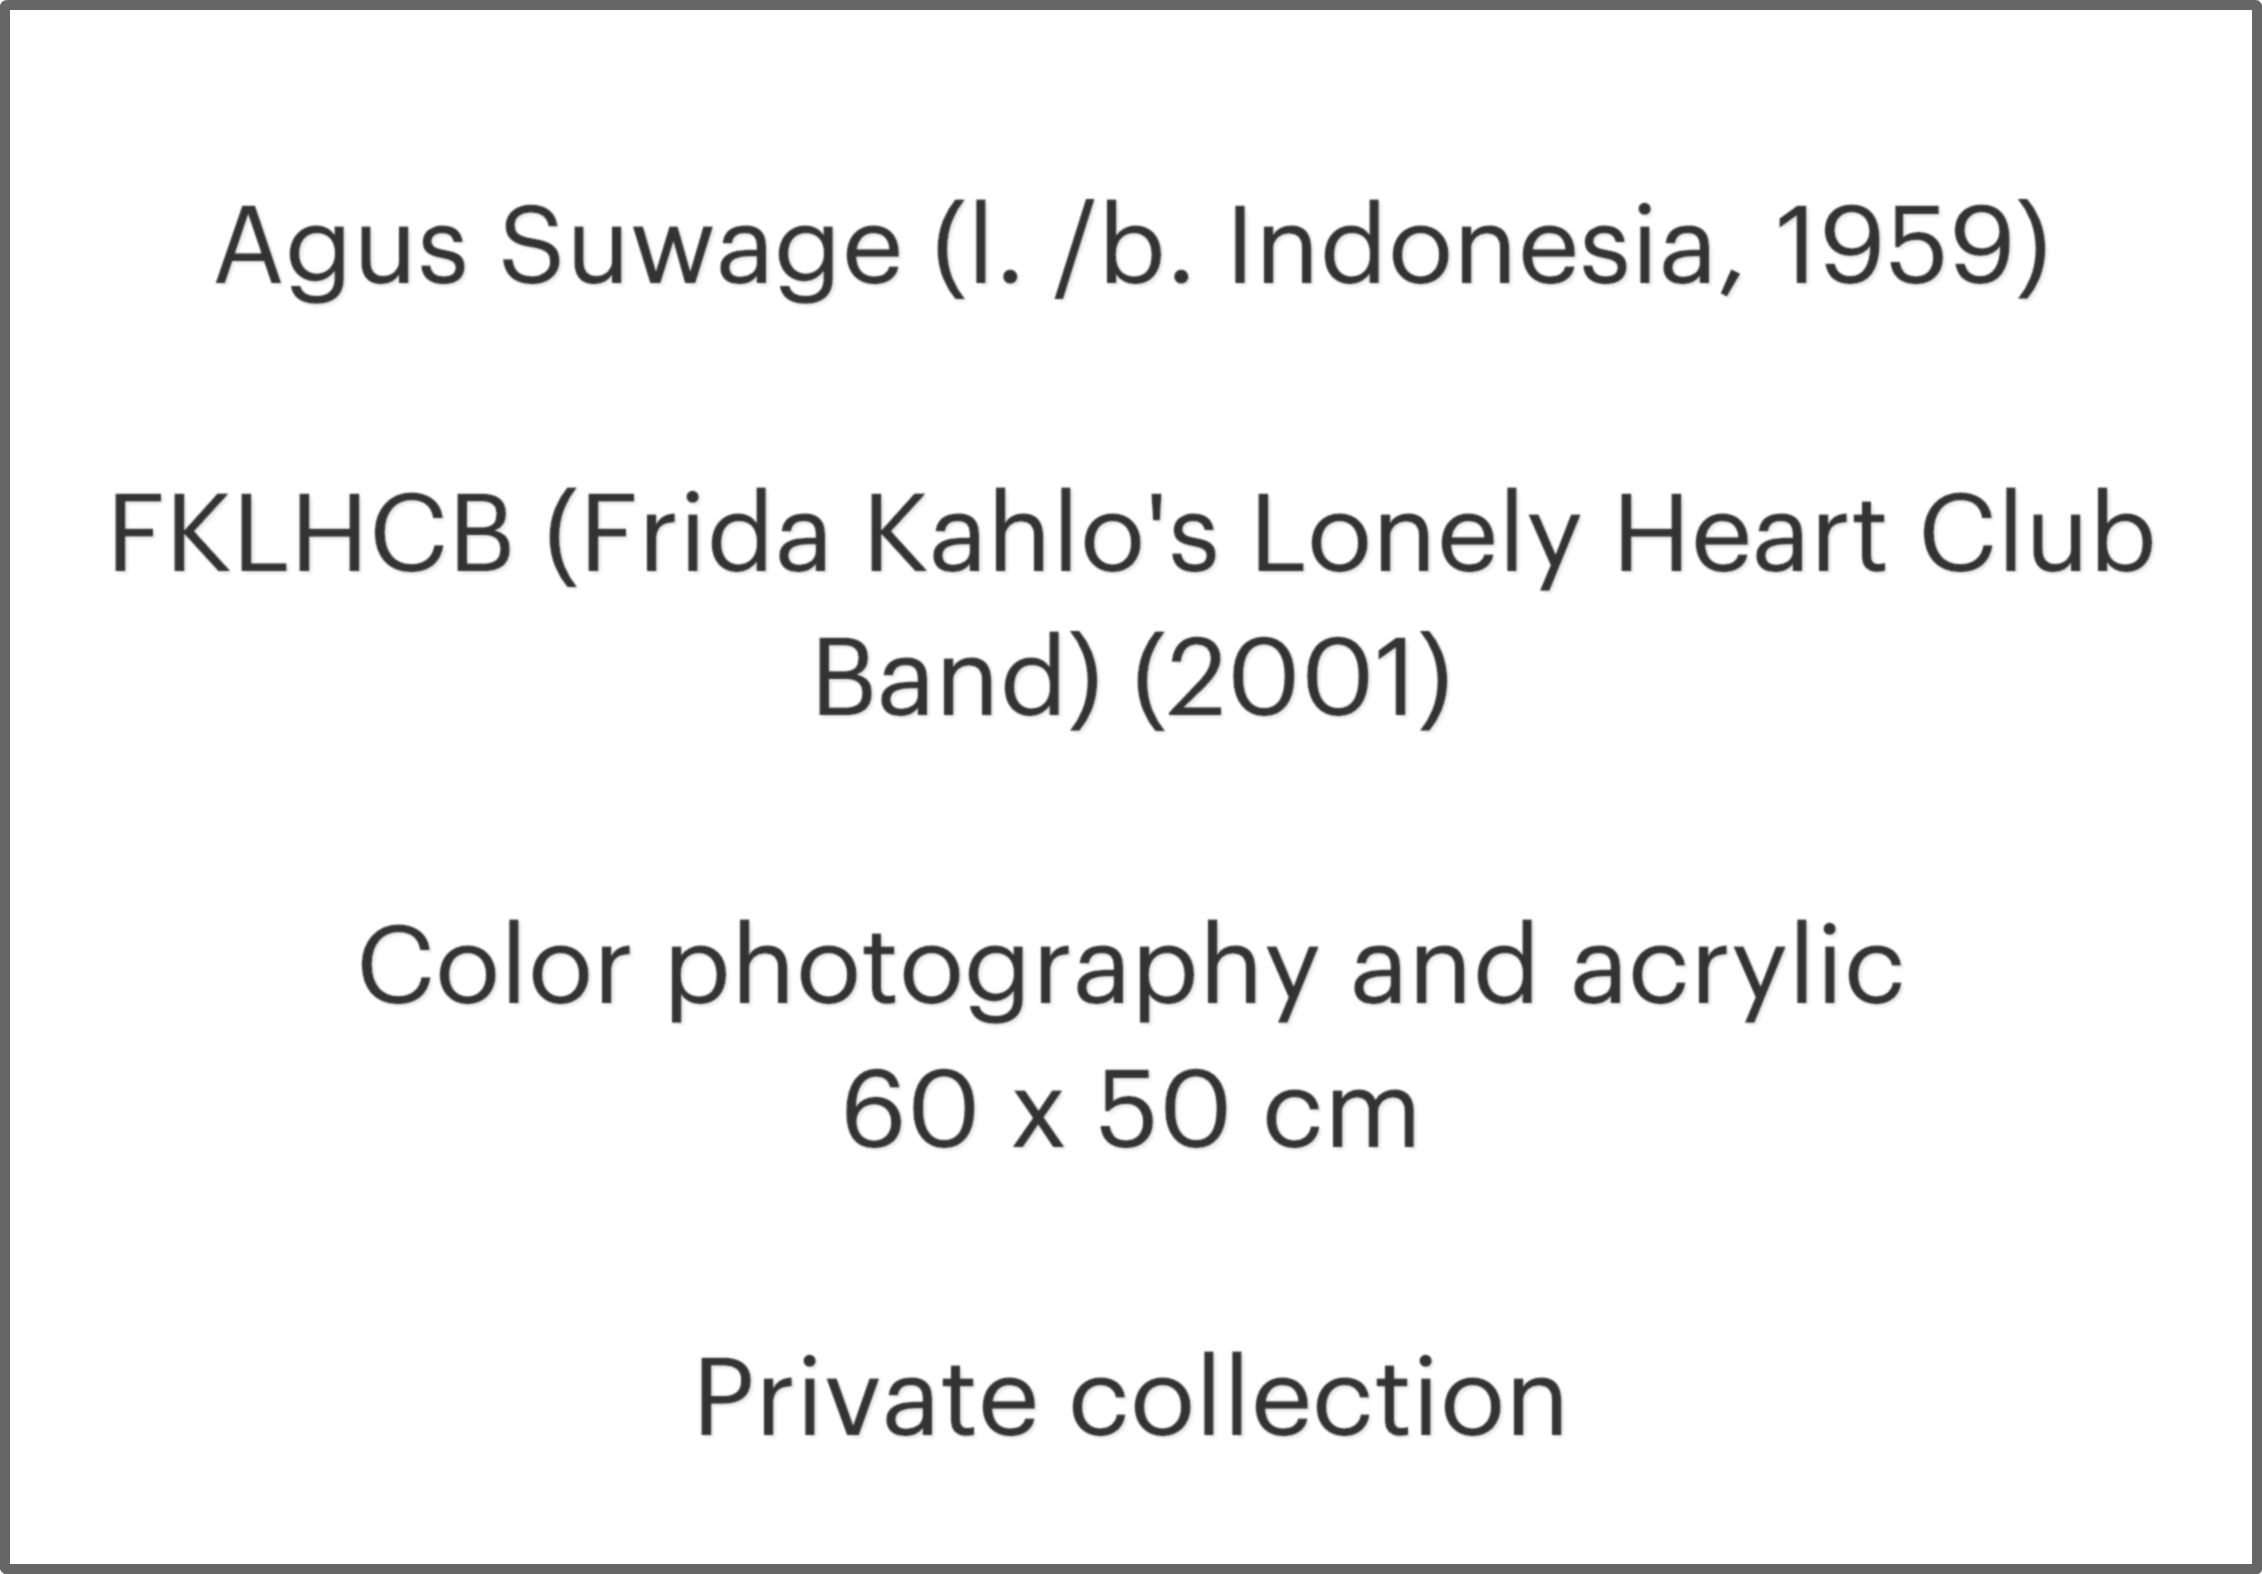 Agus Suwage (l. /b. Indonesia, 1959)
FKLHCB (Frida Kahlo's Lonely Heart Club
Band) (2001)
Color photography and acrylic
60 x 50 cm
Private collection